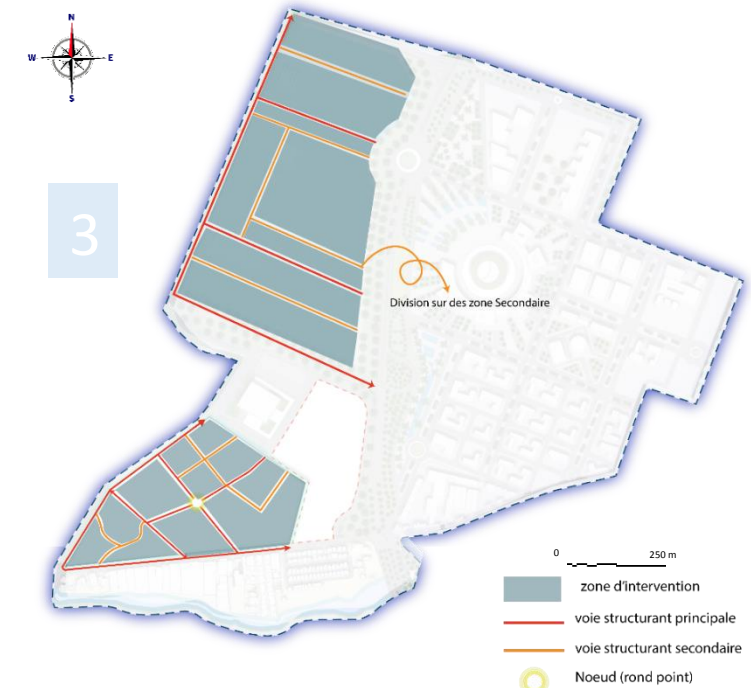 N
W E
S
3
Division sur des zone Secondaire
0 250 m
zone d'intervention
voie structurant principale
voie structurant secondaire
Noeud (rond point)